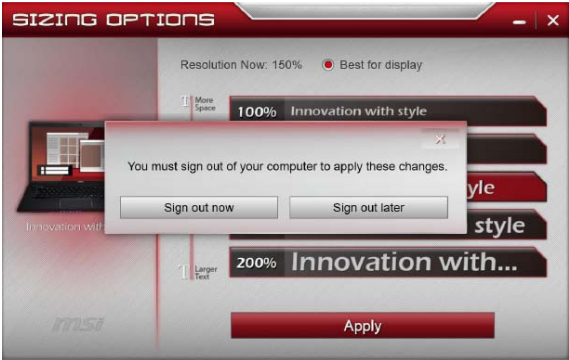 SIZING OPTIONS
Resolution Now: 150%
Best for display
T More Space
100% Innovation with style
You must sign out of your computer to apply these changes.
Sign out now
Sign out later
yle
style
Innovation with
T Larger Text
200% Innovation with...
msi
Apply